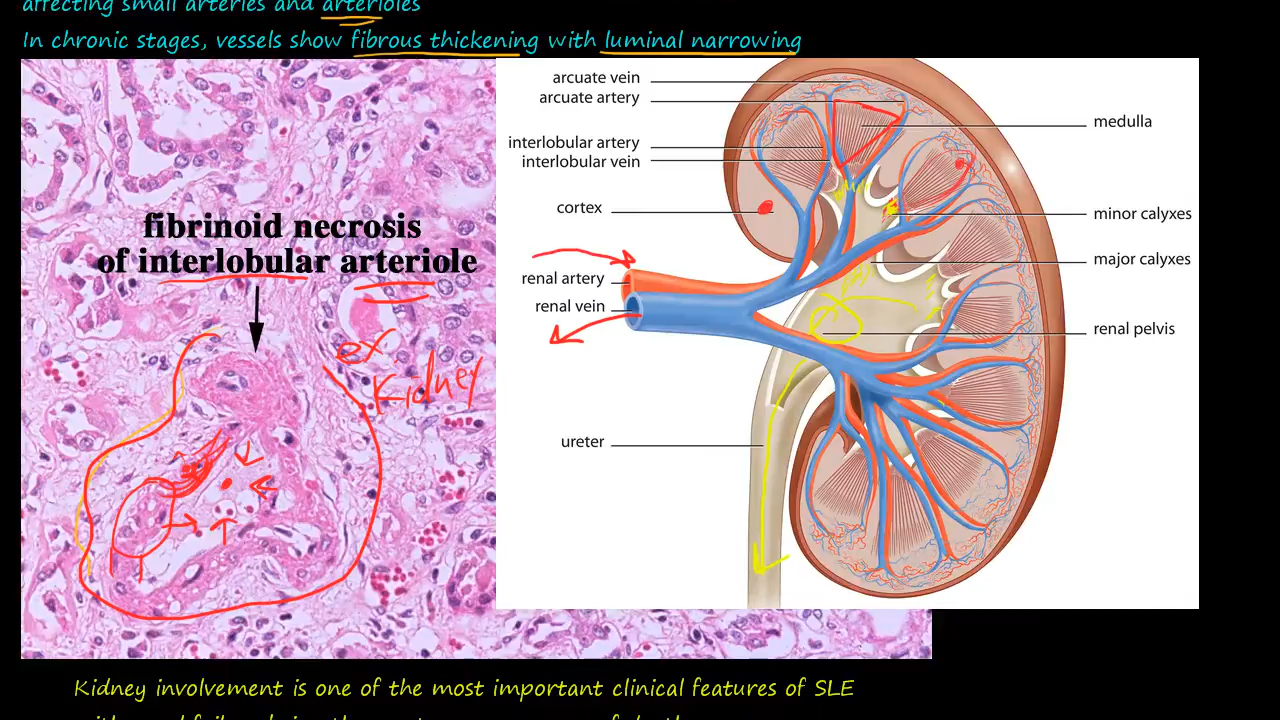 affecting small arteries and arterioles
In chronic stages, vessels show fibrous thickening with luminal narrowing
fibrinoid necrosis
of interlobular arteriole
ex
Kidney
arcuate vein
arcuate artery
interlobular artery
interlobular vein
cortex
renal artery
renal vein
ureter
medulla
minor calyxes
major calyxes
renal pelvis
Kidney involvement is one of the most important clinical features of SLE